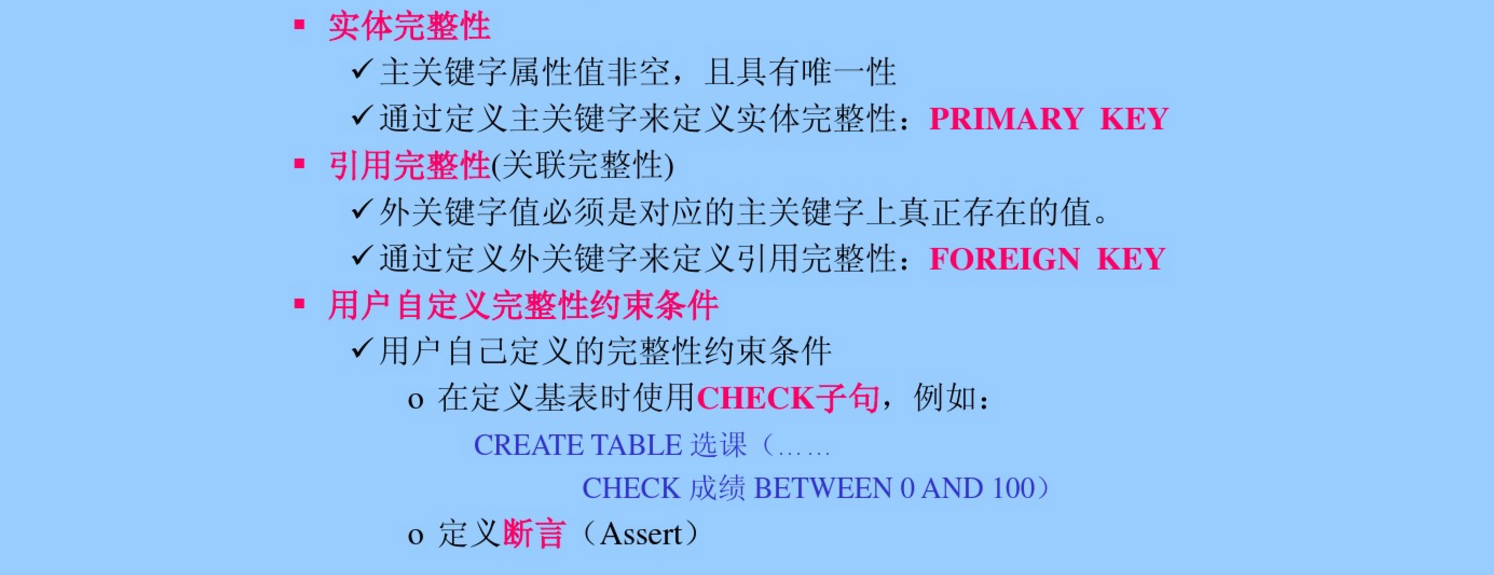 ▪ 实体完整性
✓主关键字属性值非空，且具有唯一性
✓通过定义主关键字来定义实体完整性：PRIMARY KEY
▪ 引用完整性(关联完整性)
✓外关键字值必须是对应的主关键字上真正存在的值。
✓通过定义外关键字来定义引用完整性：FOREIGN KEY
▪ 用户自定义完整性约束条件
✓用户自己定义的完整性约束条件
o 在定义基表时使用CHECK子句，例如：
CREATE TABLE 选课（……
CHECK 成绩 BETWEEN 0 AND 100）
o 定义断言（Assert）